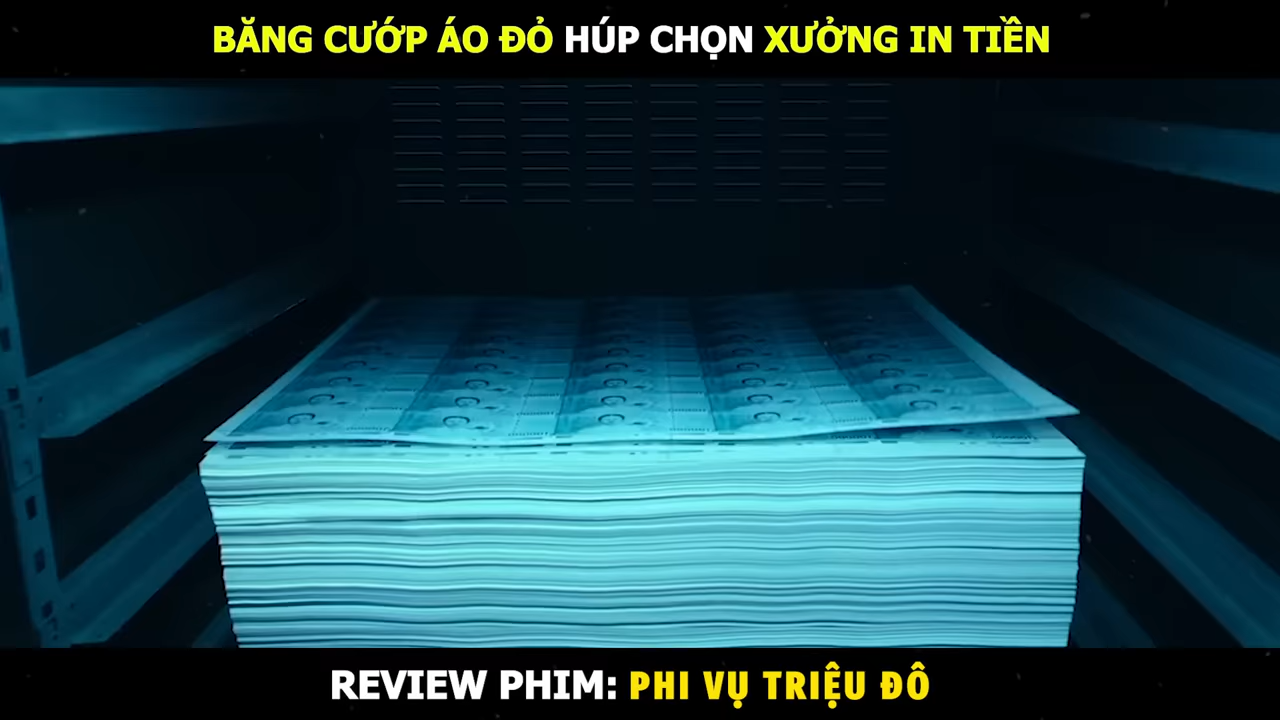 BĂNG CƯỚP ÁO ĐỎ HÚP CHỌN XƯỞNG IN TIỀN
REVIEW PHIM: PHI VỤ TRIỆU ĐÔ